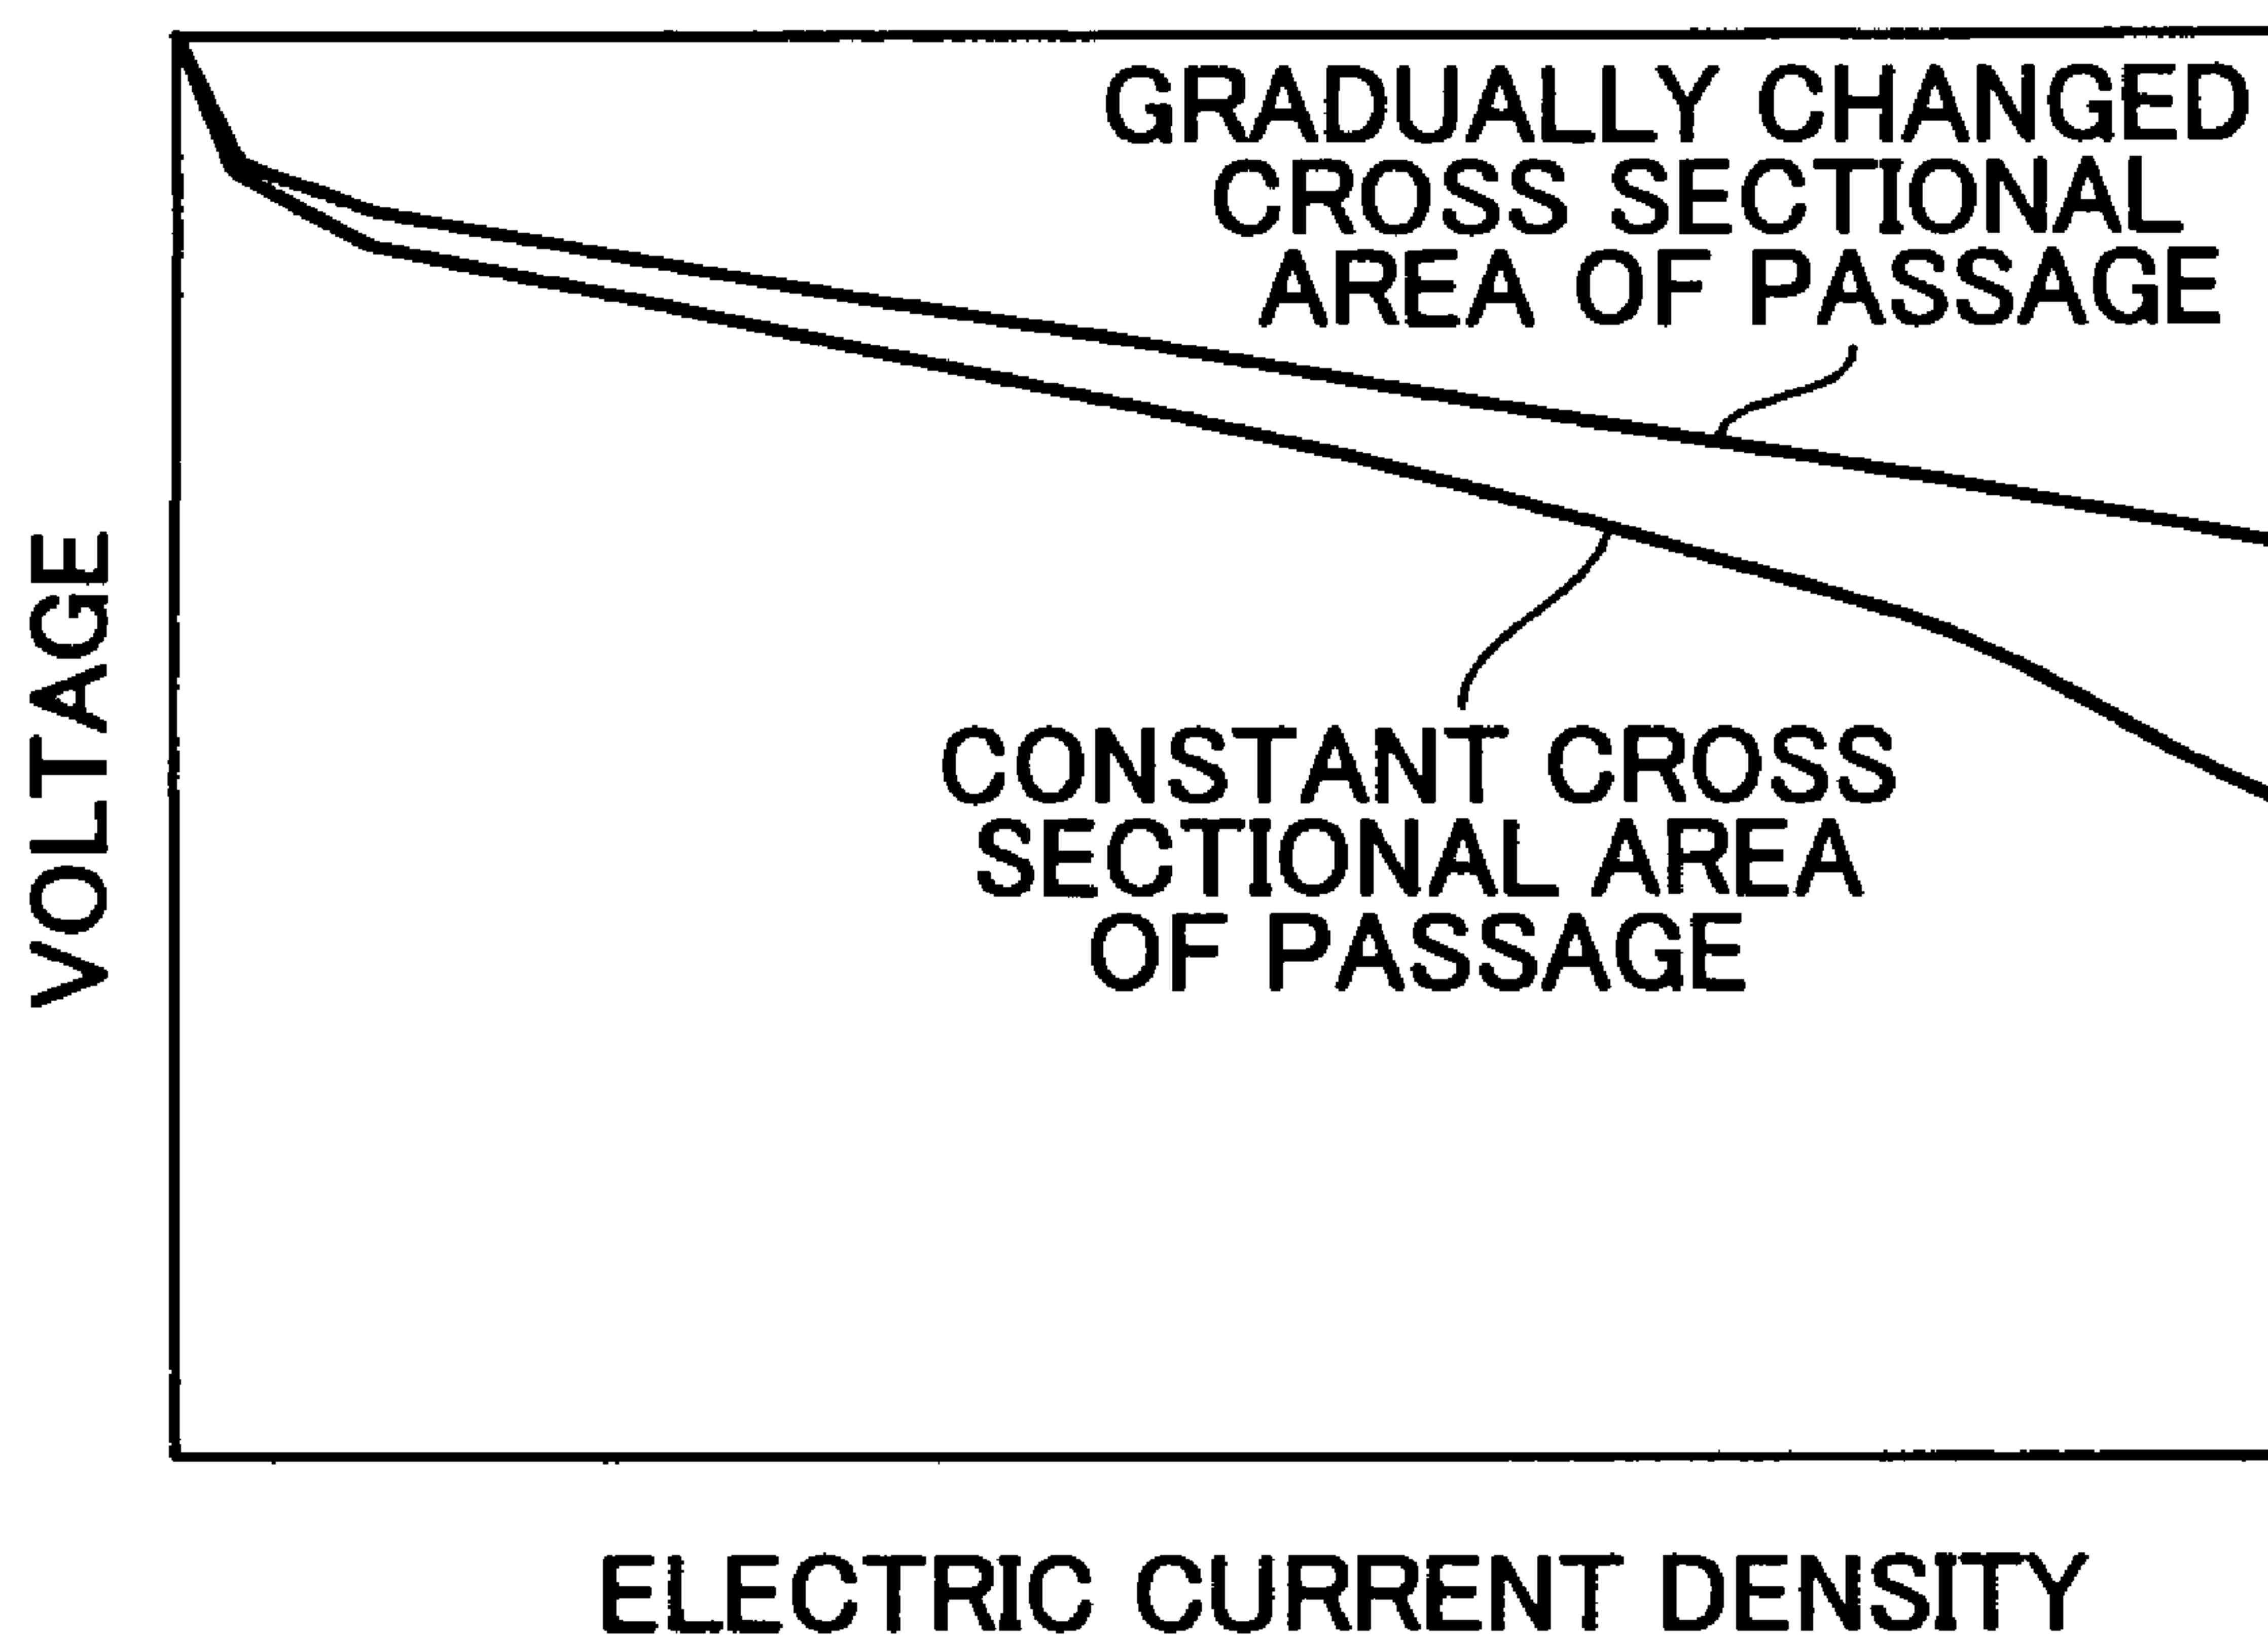 GRADUALLY CHANGED
CROSS SECTIONAL
AREA OF PASSAGE
VOLTAGE
CONSTANT CROSS
SECTIONAL AREA
OF PASSAGE
ELECTRIC CURRENT DENSITY